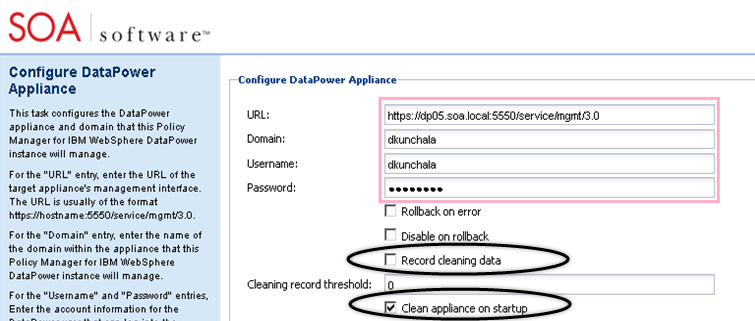 SOA software™
Configure DataPower
Appliance
This task configures the DataPower
appliance and domain that this Policy
Manager for IBM WebSphere DataPower
instance will manage.
For the "URL" entry, enter the URL of the
target appliance's management interface.
The URL is usually of the format
https://hostname:5550/service/mgmt/3.0.
For the "Domain" entry, enter the name of
the domain within the appliance that this
Policy Manager for IBM WebSphere
DataPower instance will manage.
For the "Username" and "Password" entries,
Enter the account information for the
Configure DataPower Appliance
URL: https://dp05.soa.local:5550/service/mgmt/3.0
Domain: dkunchala
Username: dkunchala
Password: ●●●●●●●●
Rollback on error
Disable on rollback
Record cleaning data
Cleaning record threshold: 0
Clean appliance on startup